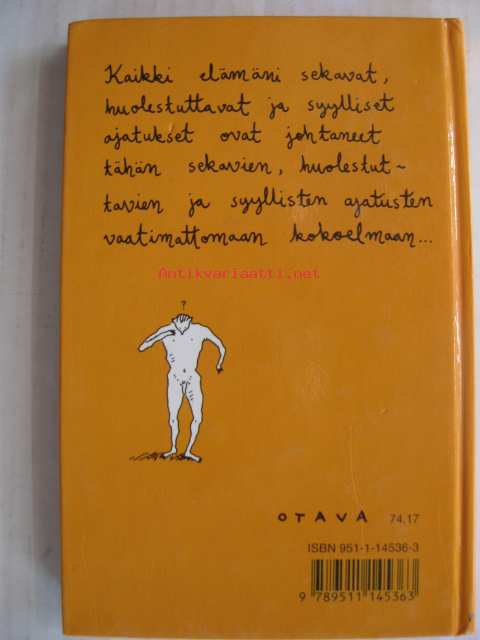 Kaikki elämäni sekavat,
huolestuttavat ja syylliset
ajatukset ovat johtaneet
tähän sekavien, huolestut~
tavien ja syyllisten ajatusten
vaatimattomaan kokoelmaan...
Antikvariaatti.net
?
OTAVA 74.17
ISBN 951-1-14536-3
9 789511 145363